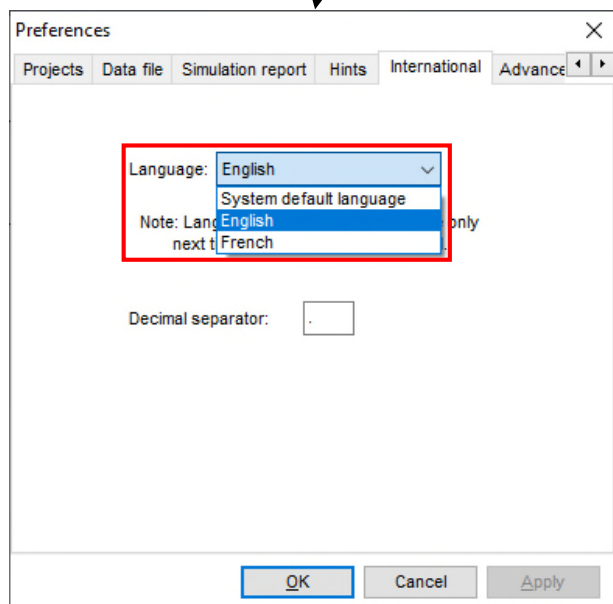 Preferences
Projects Data file Simulation report Hints International Advance
Language: English
System default language
Note: Lang English only
next t French .
Decimal separator: .
OK Cancel Apply